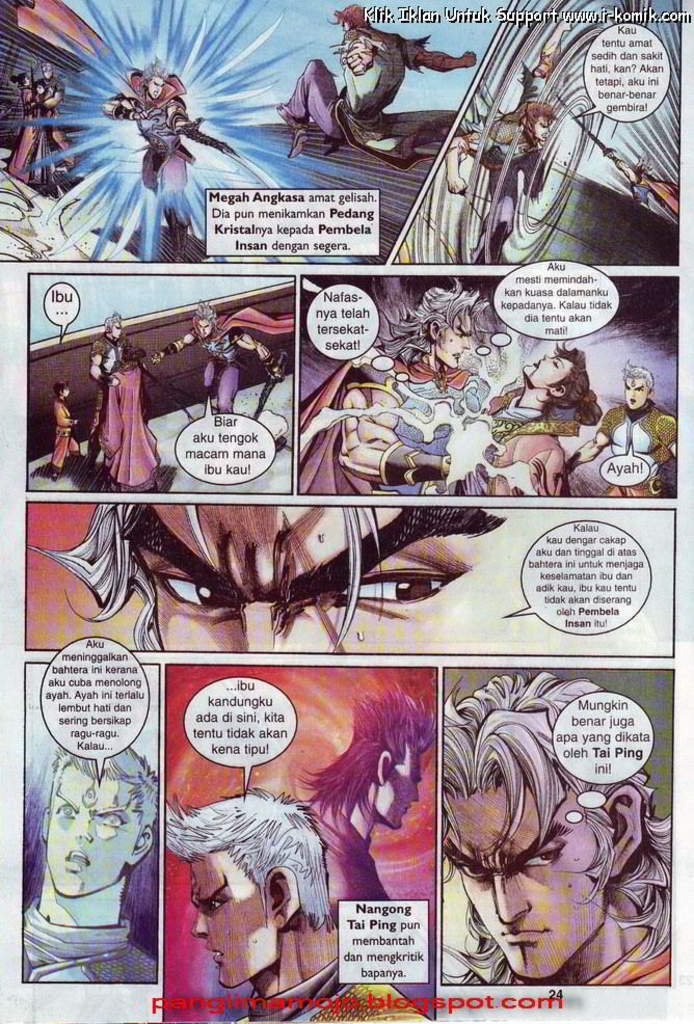 Klik Iklan Untuk Support www.i-komik.com
Kau
tentu amat
sedih dan sakit
hati, kan? Akan
tetapi, aku ini
benar-benar
gembira!
Megah Angkasa amat gelisah.
Dia pun menikamkan Pedang
Kristalnya kepada Pembela
Insan dengan segera.
Ibu
...
Biar
aku tengok
macam mana
ibu kau!
Nafas-
nya telah
tersekat-
sekat!
Aku
mesti memindah-
kan kuasa dalamanku
kepadanya. Kalau tidak
dia tentu akan
mati!
Ayah!
Kalau
kau dengar cakap
aku dan tinggal di atas
bahtera ini untuk menjaga
keselamatan ibu dan
adik kau, ibu kau tentu
tidak akan diserang
oleh Pembela
Insan itu!
Aku
meninggalkan
bahtera ini kerana
aku cuba menolong
ayah. Ayah ini terlalu
lembut hati dan
sering bersikap
ragu-ragu.
Kalau...
...ibu
kandungku
ada di sini, kita
tentu tidak akan
kena tipu!
Nangong
Tai Ping pun
membantah
dan mengkritik
bapanya.
Mungkin
benar juga
apa yang dikata
oleh Tai Ping
ini!
24